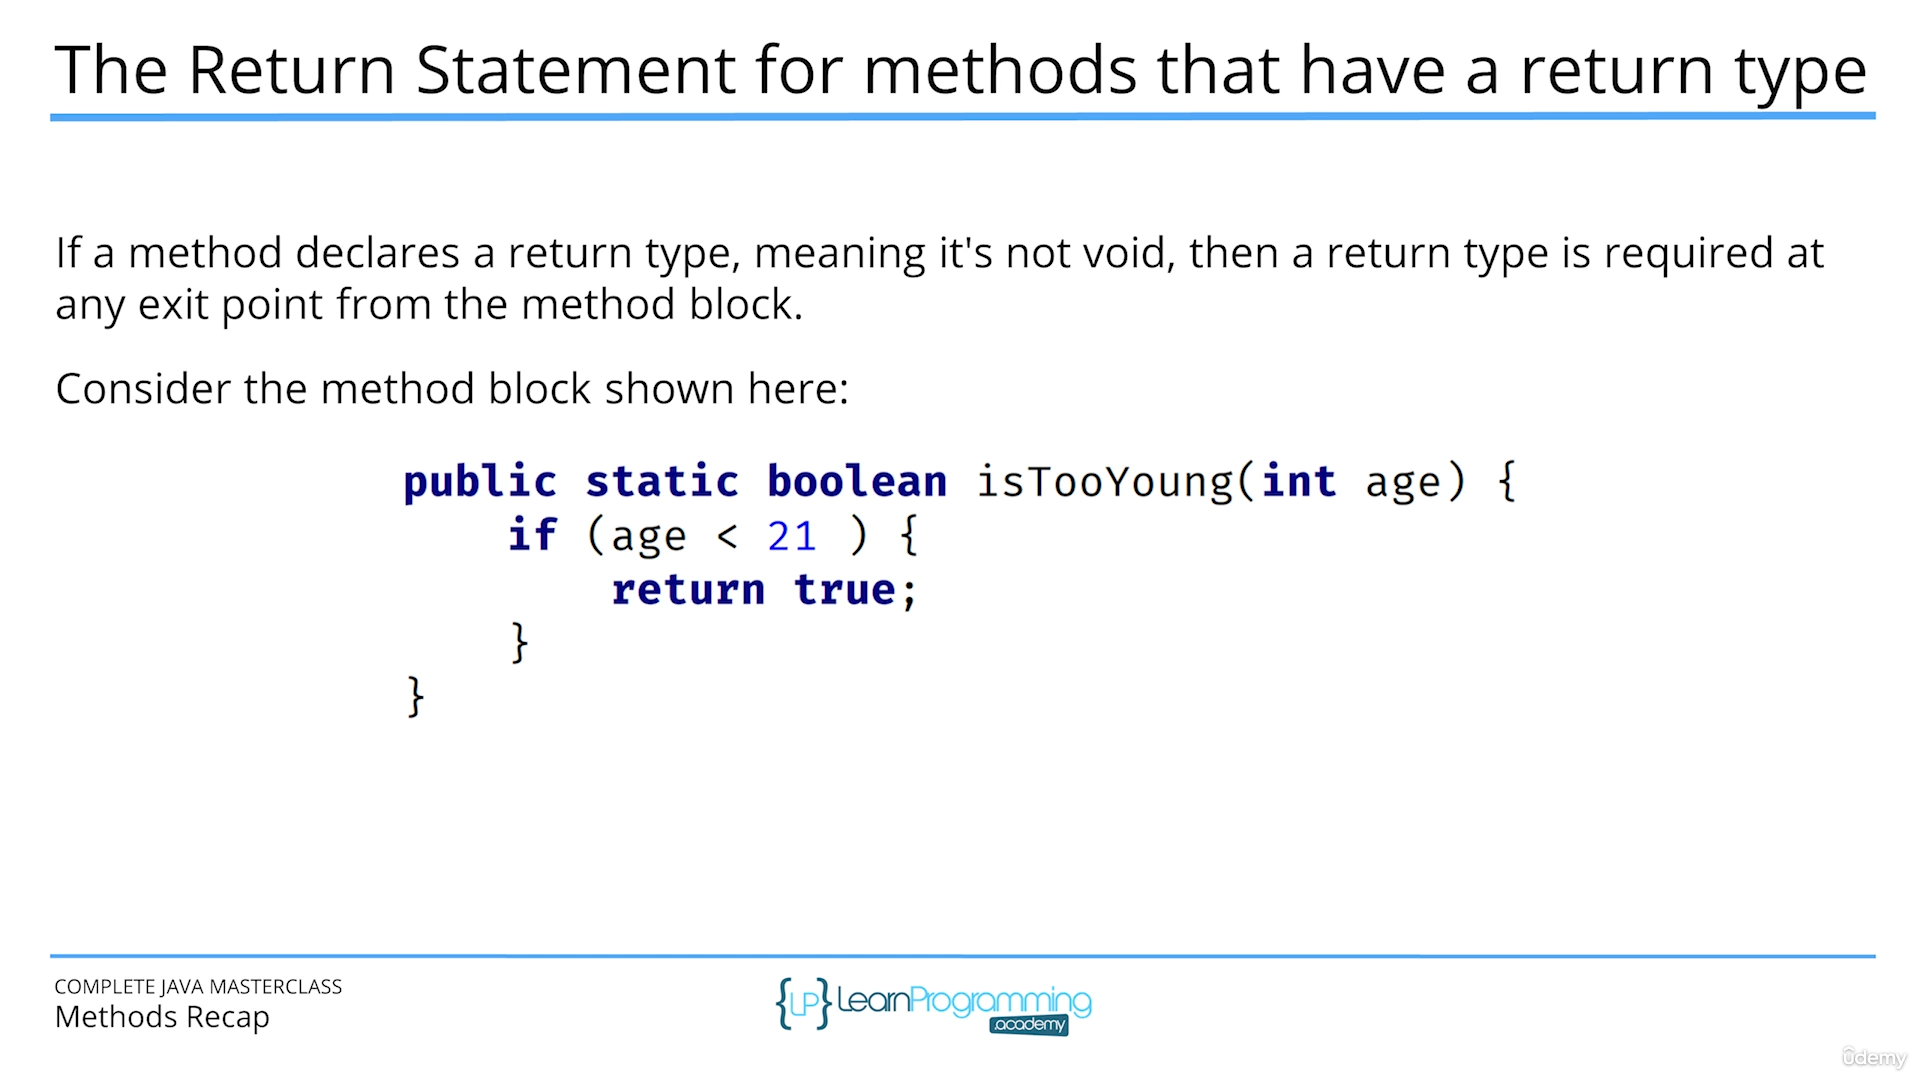 The Return Statement for methods that have a return type
If a method declares a return type, meaning it's not void, then a return type is required at
any exit point from the method block.
Consider the method block shown here:
public static boolean isTooYoung(int age) {
    if (age < 21 ) {
        return true;
    }
}
COMPLETE JAVA MASTERCLASS
Methods Recap
{LP} LearnProgramming
.academy
ûdemy